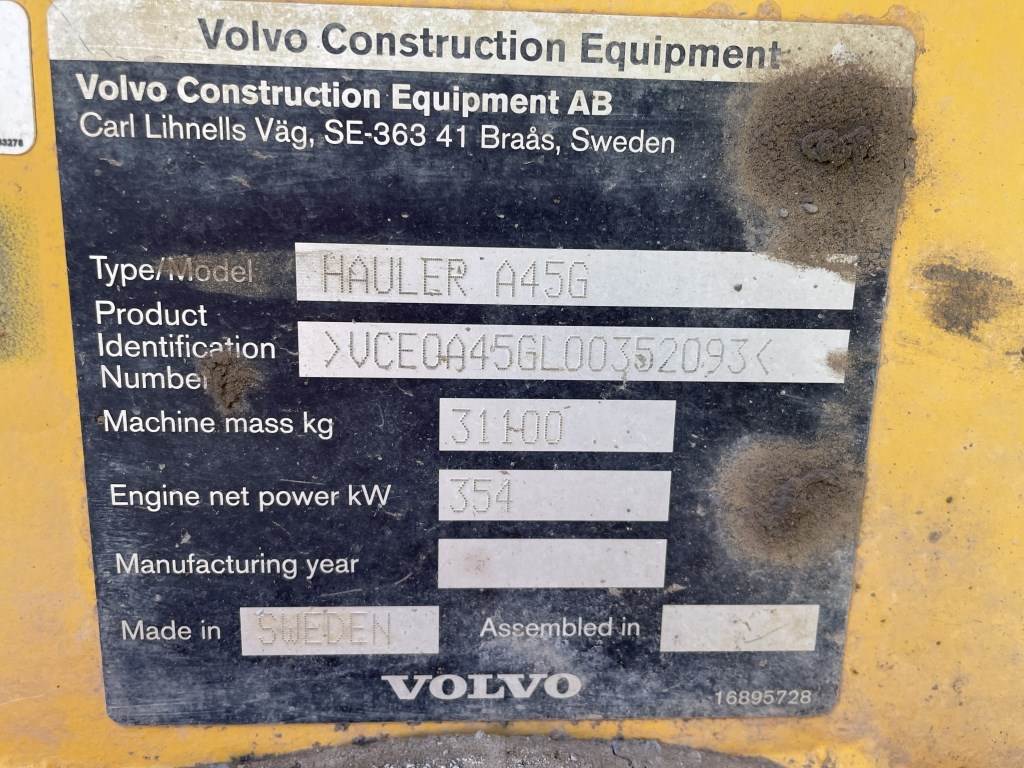 Volvo Construction Equipment
Volvo Construction Equipment AB
Carl Lihnells Väg, SE-363 41 Braås, Sweden
Type/Model HAULER A45G
Product
Identification
Number >VCE0A45GL00352093<
Machine mass kg 31100
Engine net power kW 354
Manufacturing year
Made in SWEDEN Assembled in
VOLVO
16895728